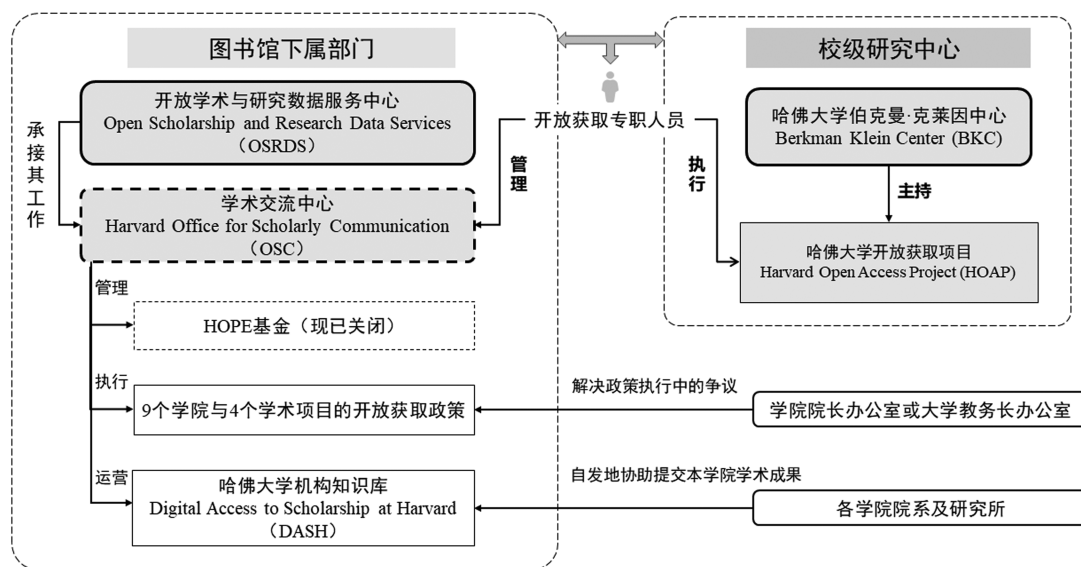 图书馆下属部门
校级研究中心
开放学术与研究数据服务中心
Open Scholarship and Research Data Services
（OSRDS）
承接其工作
开放获取专职人员
管理
执行
哈佛大学伯克曼·克莱因中心
Berkman Klein Center (BKC)
主持
学术交流中心
Harvard Office for Scholarly Communication
（OSC）
哈佛大学开放获取项目
Harvard Open Access Project (HOAP)
管理
HOPE基金（现已关闭）
执行
9个学院与4个学术项目的开放获取政策
解决政策执行中的争议
学院院长办公室或大学教务长办公室
运营
哈佛大学机构知识库
Digital Access to Scholarship at Harvard
（DASH）
自发地协助提交本学院学术成果
各学院院系及研究所